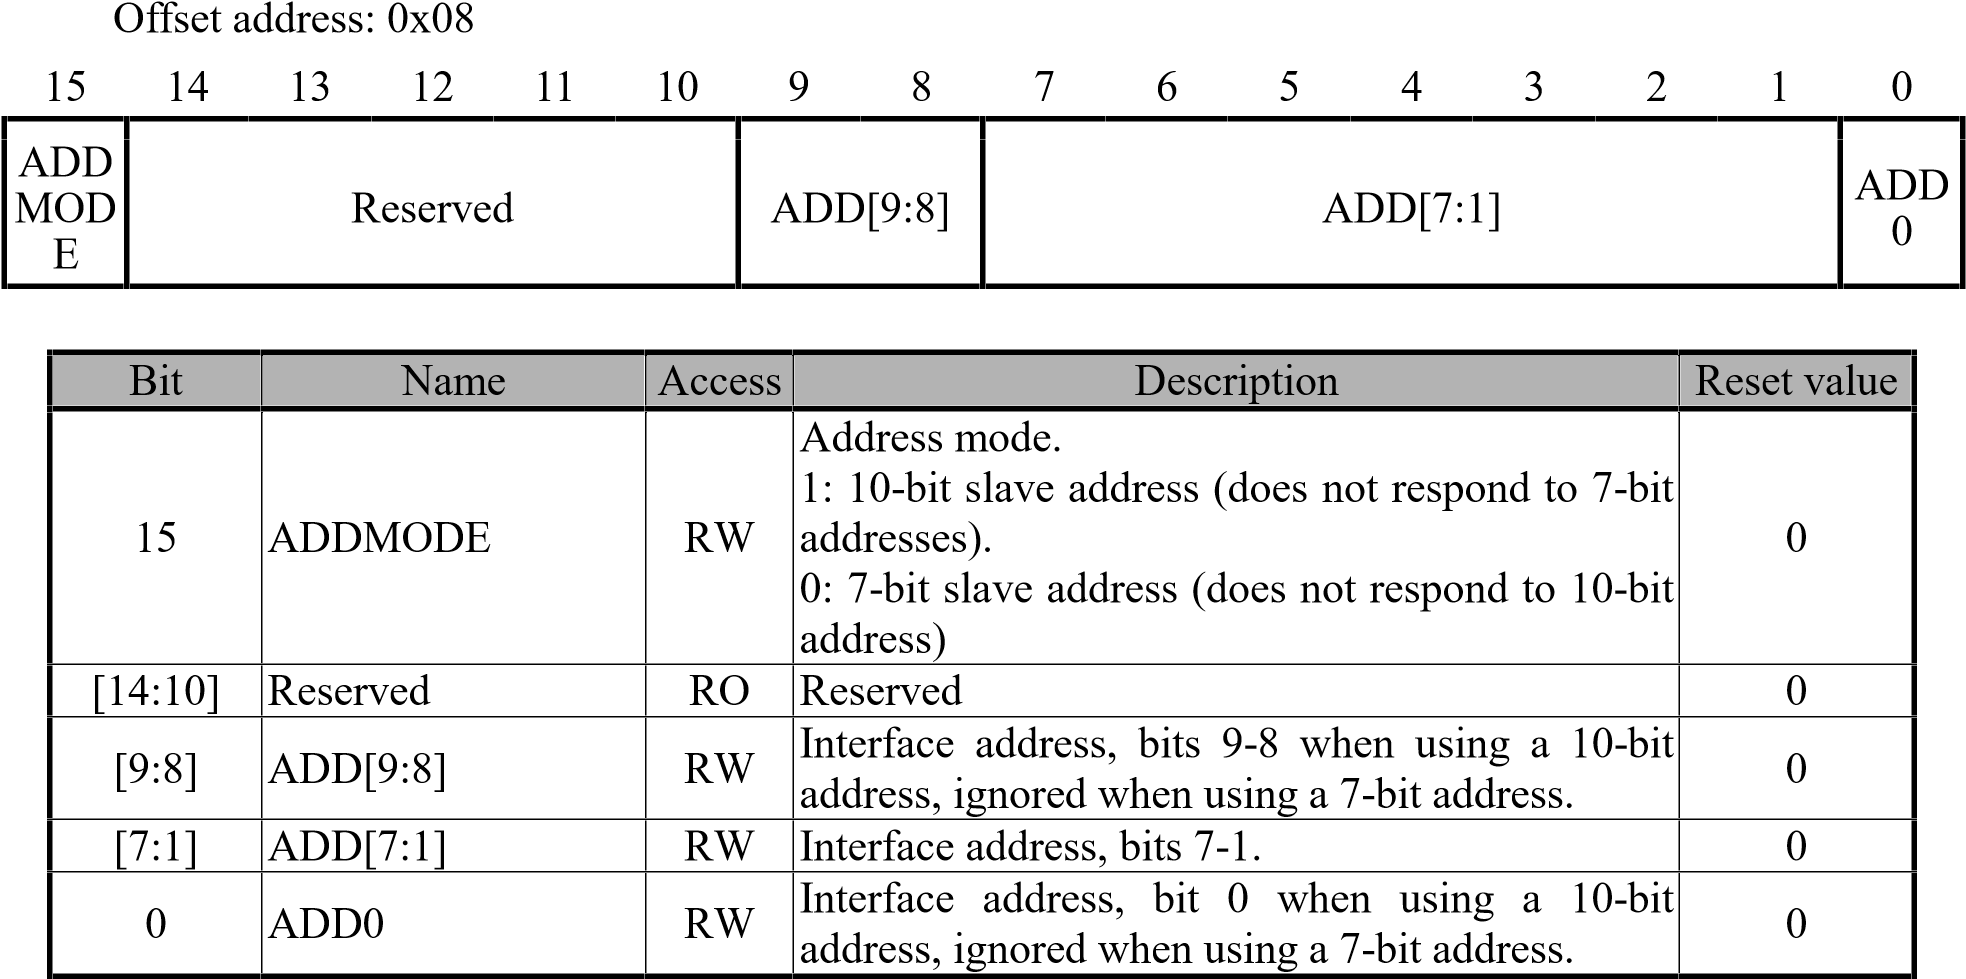 Offset address: 0x08
15 14 13 12 11 10 9 8 7 6 5 4 3 2 1 0
ADD
MOD
E
Reserved
ADD[9:8]
ADD[7:1]
ADD
0
Bit Name Access Description Reset value
15 ADDMODE RW
Address mode.
1: 10-bit slave address (does not respond to 7-bit
addresses).
0: 7-bit slave address (does not respond to 10-bit
address)
0
[14:10] Reserved RO Reserved 0
[9:8] ADD[9:8] RW
Interface address, bits 9-8 when using a 10-bit
address, ignored when using a 7-bit address.
0
[7:1] ADD[7:1] RW Interface address, bits 7-1. 0
0 ADD0 RW
Interface address, bit 0 when using a 10-bit
address, ignored when using a 7-bit address.
0